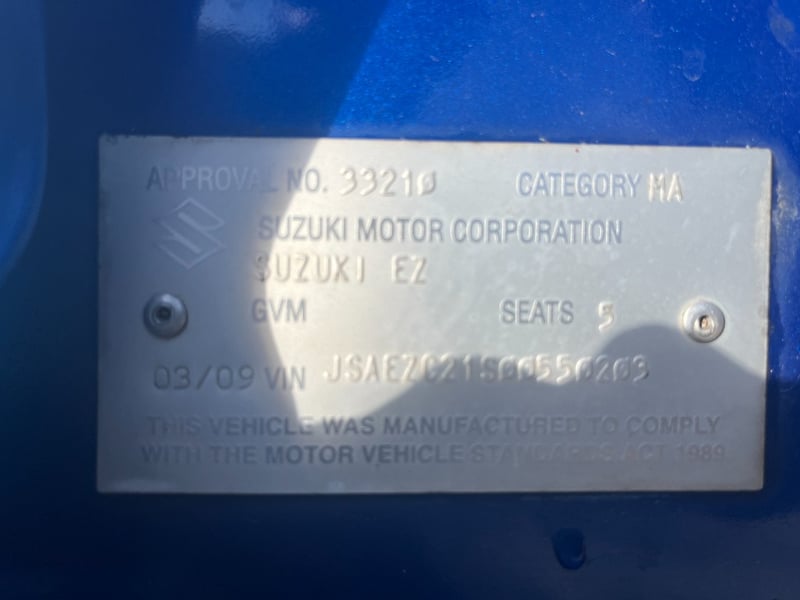 APPROVAL NO. 33210 CATEGORY MA
SUZUKI MOTOR CORPORATION
SUZUKI EZ
GVM SEATS 5
03/09 VIN JSAEZC21S00550203
THIS VEHICLE WAS MANUFACTURED TO COMPLY
WITH THE MOTOR VEHICLE STANDARDS ACT 1989